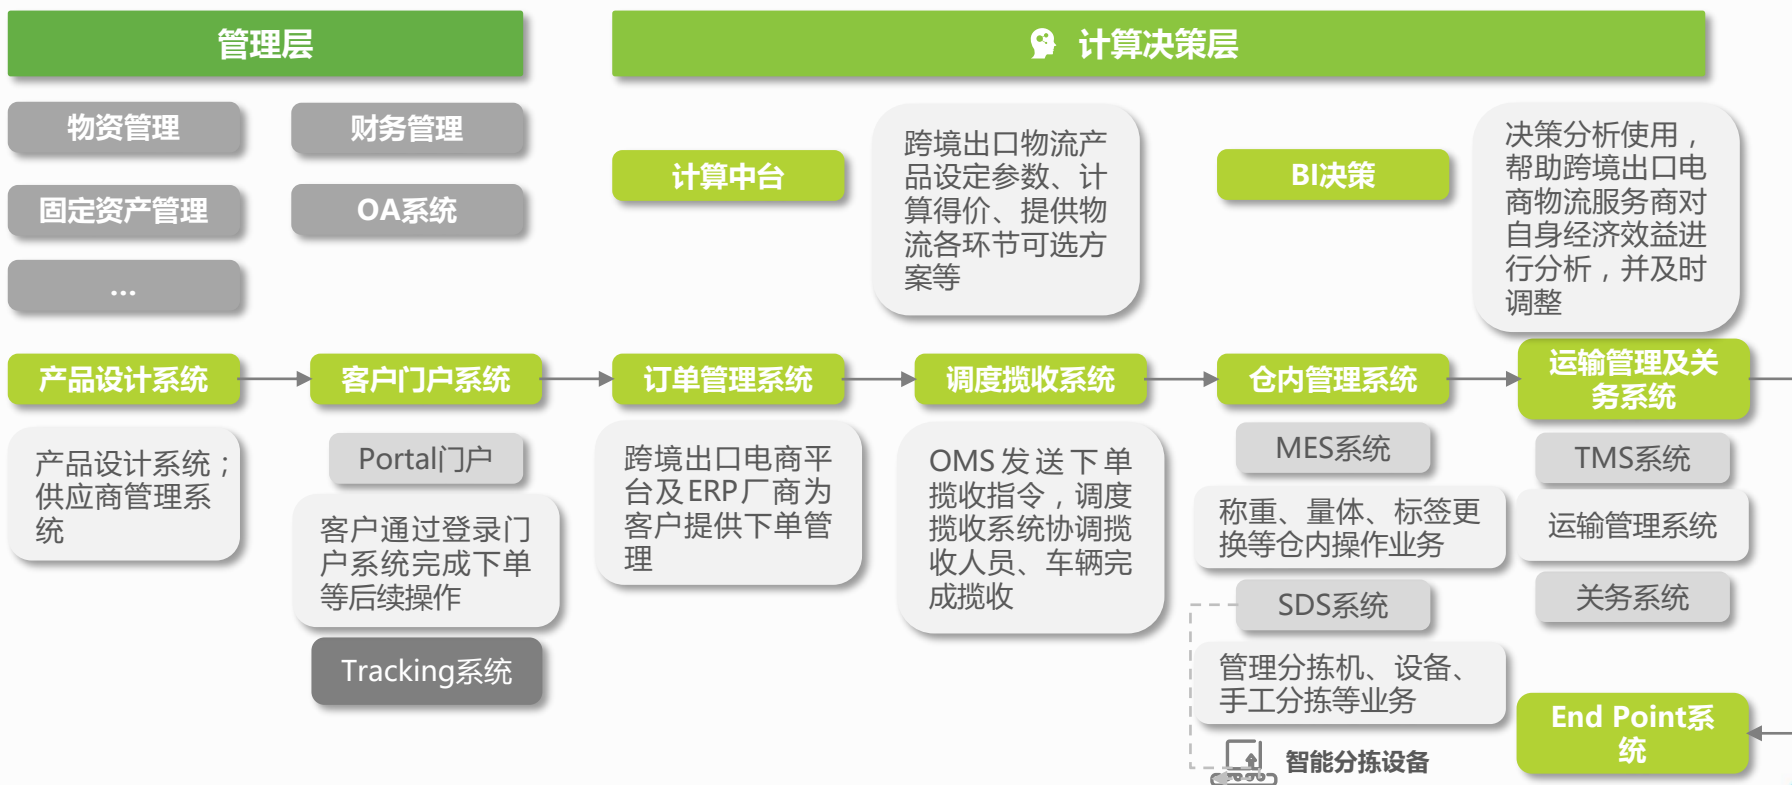 管理层
计算决策层
物资管理
财务管理
固定资产管理
OA系统
...
计算中台
跨境出口物流产
品设定参数、计
算得价、提供物
流各环节可选方
案等
BI决策
决策分析使用，
帮助跨境出口电
商物流服务商对
自身经济效益进
行分析，并及时
调整
产品设计系统
客户门户系统
订单管理系统
调度揽收系统
仓内管理系统
运输管理及关
务系统
产品设计系统；
供应商管理系
统
Portal门户
客户通过登录门
户系统完成下单
等后续操作
Tracking系统
跨境出口电商平
台及ERP厂商为
客户提供下单管
理
OMS发送下单
揽收指令，调度
揽收系统协调揽
收人员、车辆完
成揽收
MES系统
称重、量体、标签更
换等仓内操作业务
SDS系统
管理分拣机、设备、
手工分拣等业务
智能分拣设备
TMS系统
运输管理系统
关务系统
End Point系
统